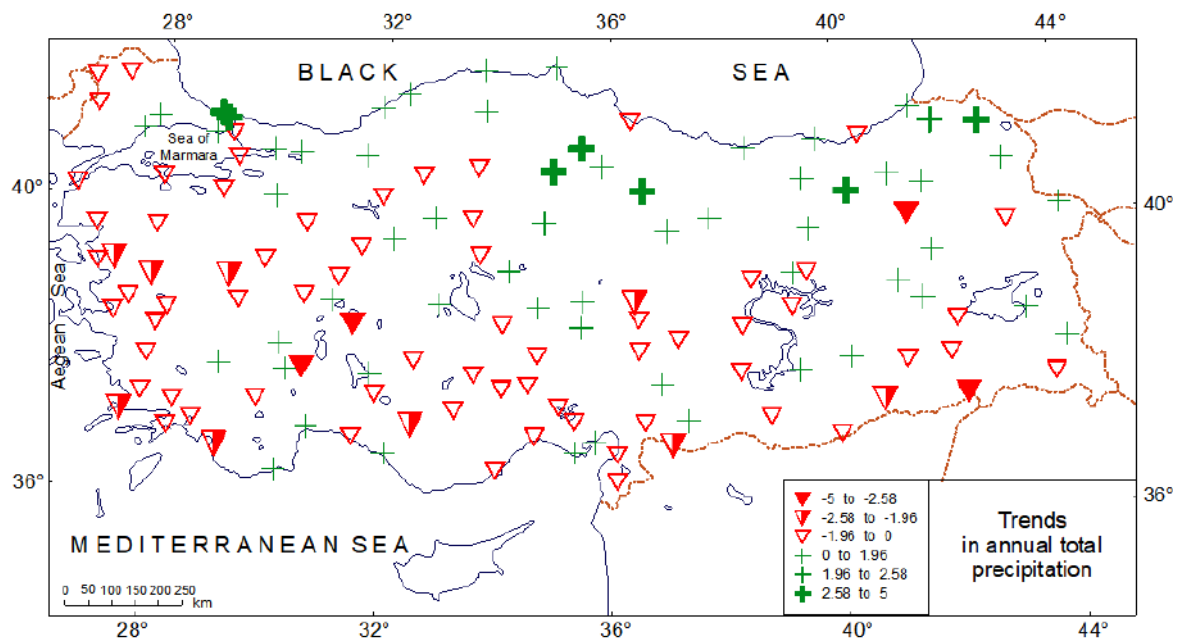 28° 32° 36° 40° 44°
BLACK SEA
Sea of
Marmara
40° 40°
Aegean Sea
36° 36°
MEDITERRANEAN SEA
0 50 100 150 200 250
km
-5 to -2.58
-2.58 to -1.96
-1.96 to 0
0 to 1.96
1.96 to 2.58
2.58 to 5
Trends
in annual total
precipitation
28° 32° 36° 40° 44°